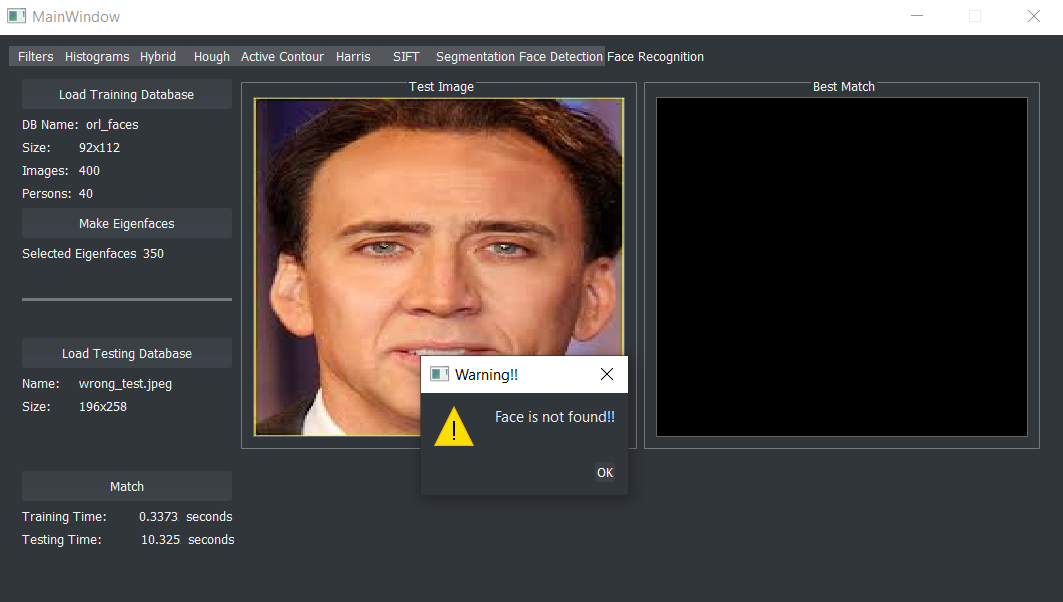 MainWindow
Filters Histograms Hybrid Hough Active Contour Harris SIFT Segmentation Face Detection Face Recognition
Load Training Database
DB Name: orl_faces
Size: 92x112
Images: 400
Persons: 40
Make Eigenfaces
Selected Eigenfaces 350
Load Testing Database
Name: wrong_test.jpeg
Size: 196x258
Match
Training Time: 0.3373 seconds
Testing Time: 10.325 seconds
Test Image
Best Match
Warning!!
Face is not found!!
OK